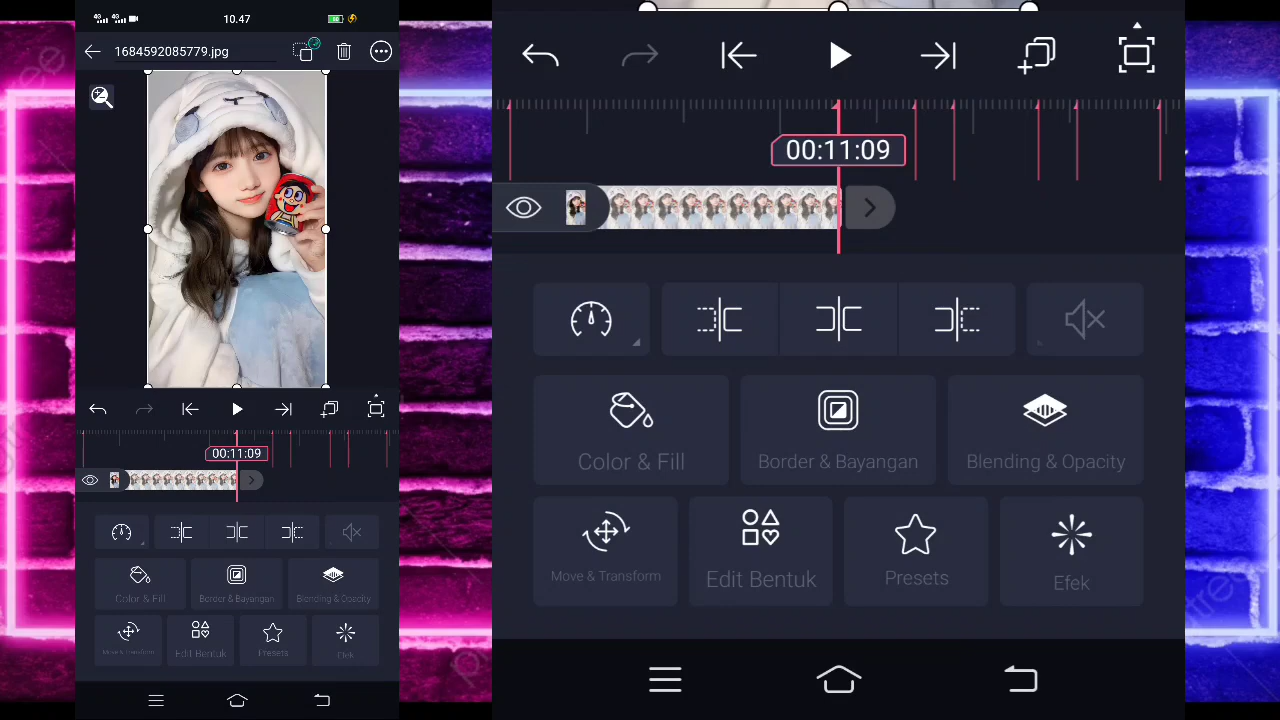 10.47
1684592085779.jpg
00:11:09
Color & Fill
Border & Bayangan
Blending & Opacity
Move & Transform
Edit Bentuk
Presets
Efek
00:11:09
Color & Fill
Border & Bayangan
Blending & Opacity
Move & Transform
Edit Bentuk
Presets
Efek